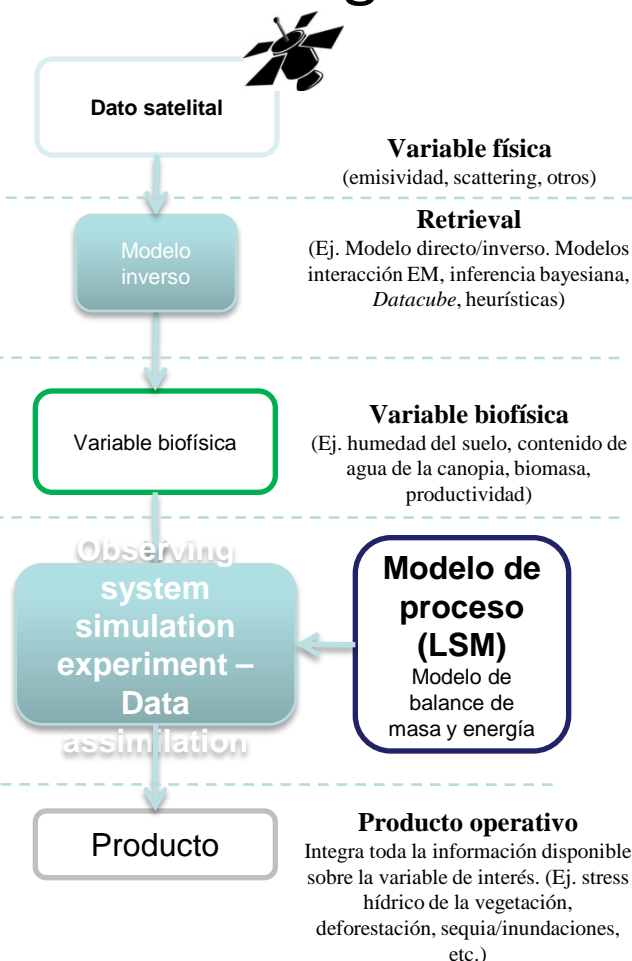 g
Dato satelital
Variable física
(emisividad, scattering, otros)
Modelo
inverso
Retrieval
(Ej. Modelo directo/inverso. Modelos
interacción EM, inferencia bayesiana,
Datacube, heurísticas)
Variable biofísica
Variable biofísica
(Ej. humedad del suelo, contenido de
agua de la canopia, biomasa,
productividad)
Observing
system
simulation
experiment –
Data
assimilation
Modelo de
proceso
(LSM)
Modelo de
balance de
masa y energía
Producto
Producto operativo
Integra toda la información disponible
sobre la variable de interés. (Ej. stress
hídrico de la vegetación,
deforestación, sequia/inundaciones,
etc.)